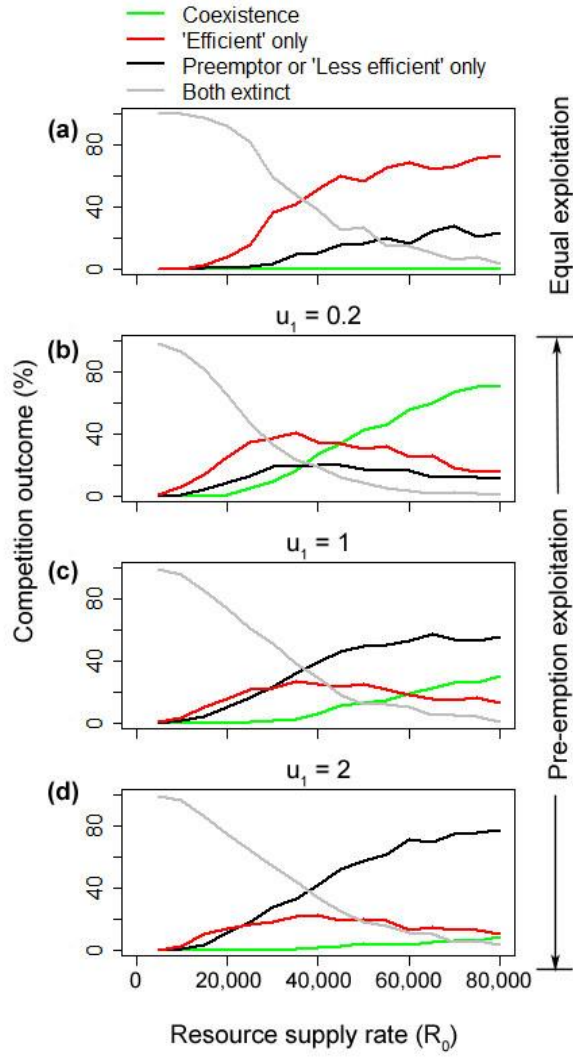 Coexistence
'Efficient' only
Preemptor or 'Less efficient' only
Both extinct
(a)
80
40
0
Equal exploitation
u1 = 0.2
(b)
80
40
0
Competition outcome (%)
u1 = 1
(c)
80
40
0
Pre-emption exploitation
u1 = 2
(d)
80
40
0
0 20,000 40,000 60,000 80,000
Resource supply rate (R0)